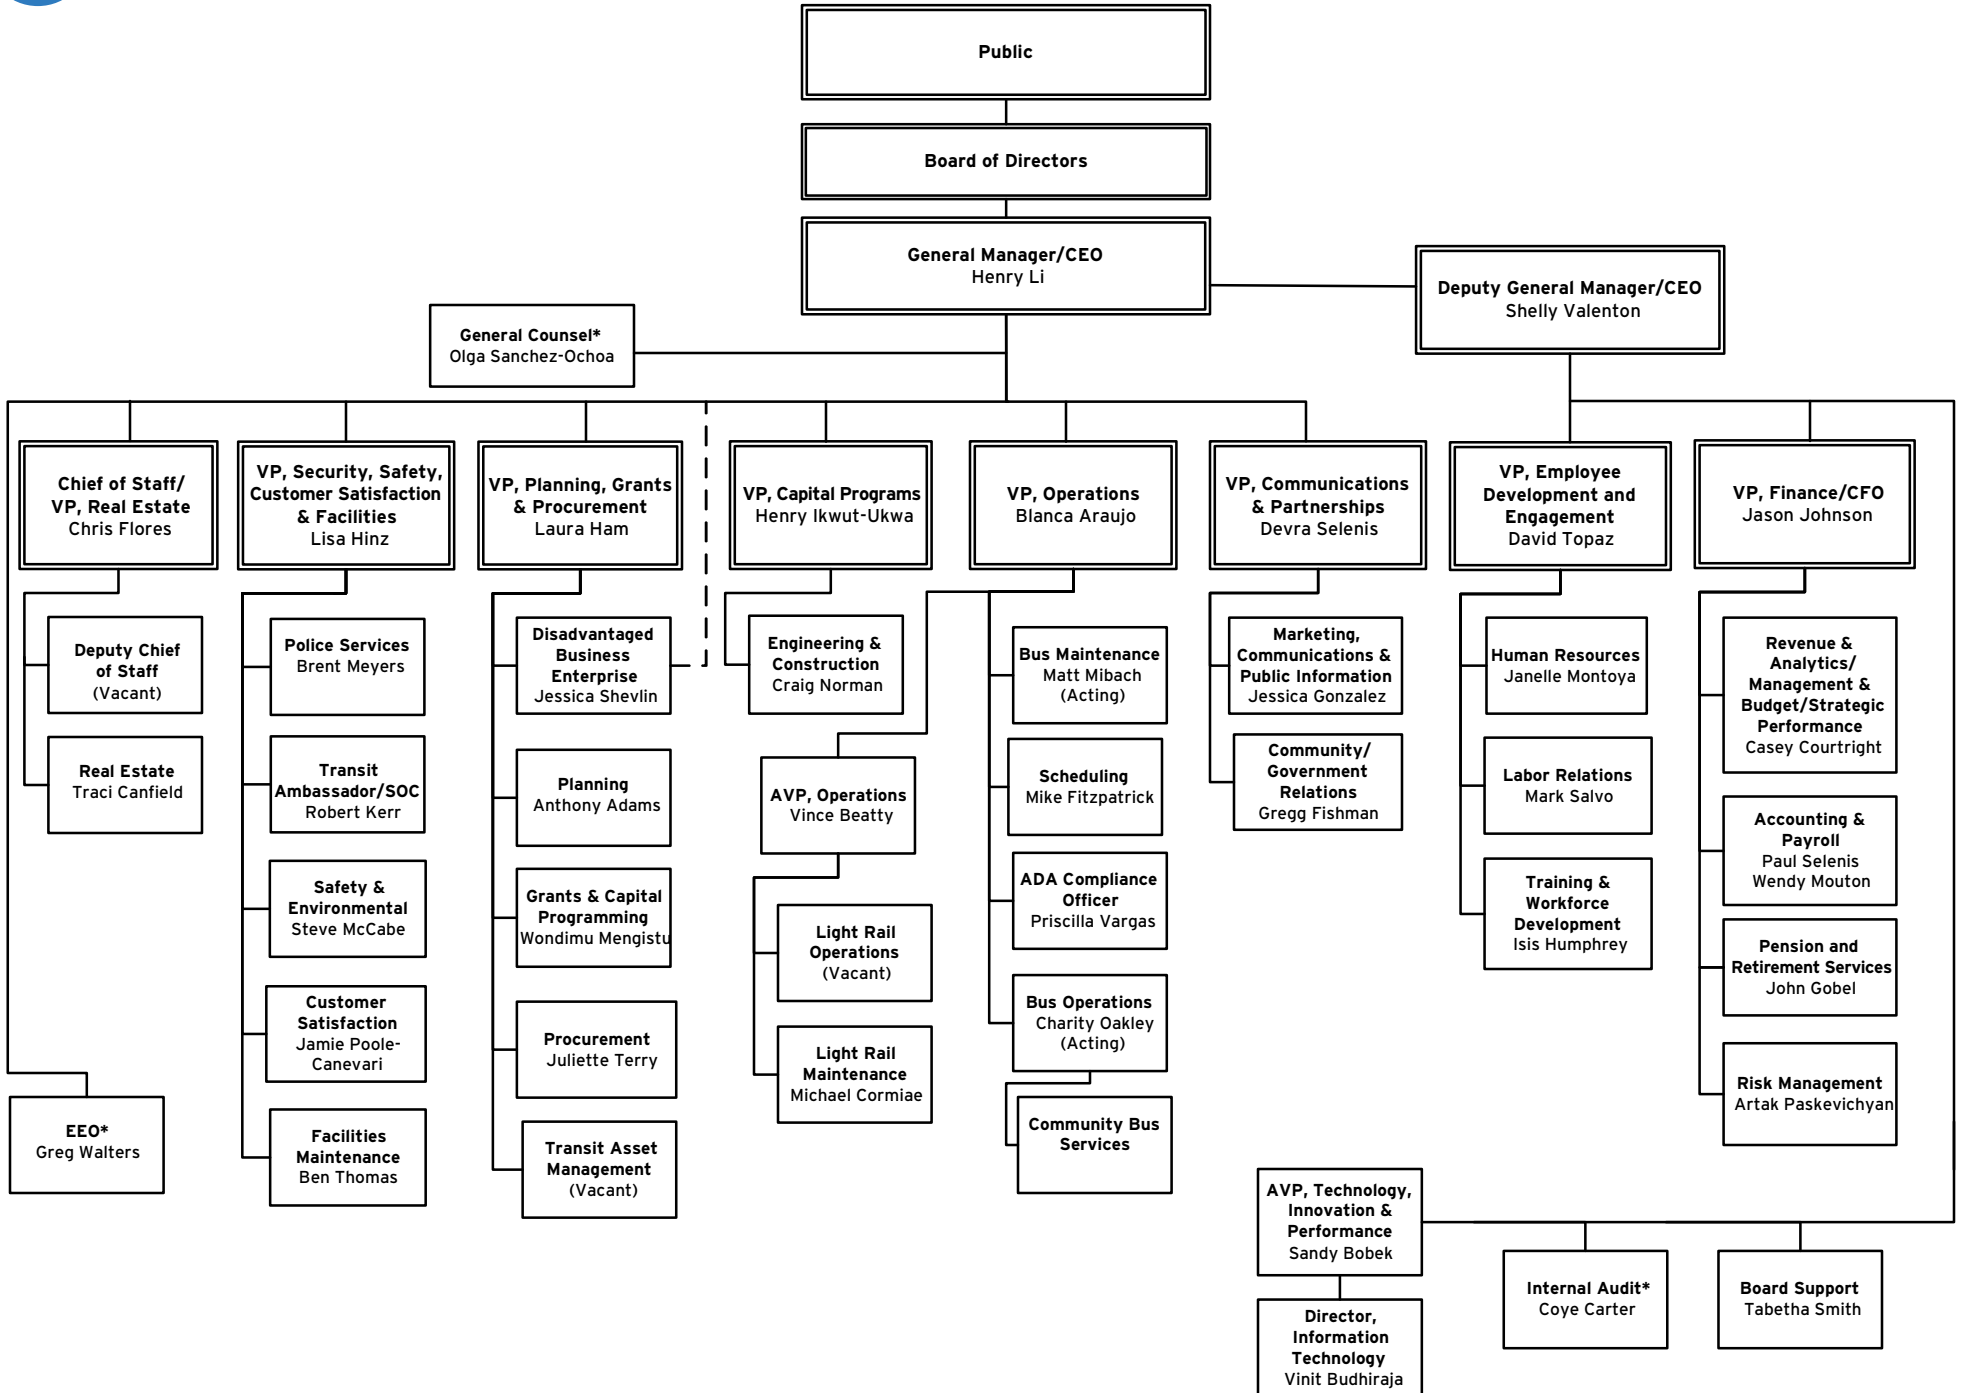 Public
Board of Directors
General Manager/CEO
Henry Li
Deputy General Manager/CEO
Shelly Valenton
General Counsel*
Olga Sanchez-Ochoa
Chief of Staff/
VP, Real Estate
Chris Flores
VP, Security, Safety,
Customer Satisfaction
& Facilities
Lisa Hinz
VP, Planning, Grants
& Procurement
Laura Ham
VP, Capital Programs
Henry Ikwut-Ukwa
VP, Operations
Blanca Araujo
VP, Communications
& Partnerships
Devra Selenis
VP, Employee
Development and
Engagement
David Topaz
VP, Finance/CFO
Jason Johnson
Deputy Chief
of Staff
(Vacant)
Real Estate
Traci Canfield
EEO*
Greg Walters
Police Services
Brent Meyers
Transit
Ambassador/SOC
Robert Kerr
Safety &
Environmental
Steve McCabe
Customer
Satisfaction
Jamie Poole-
Canevari
Facilities
Maintenance
Ben Thomas
Disadvantaged
Business
Enterprise
Jessica Shevlin
Planning
Anthony Adams
Grants & Capital
Programming
Wondimu Mengistu
Procurement
Juliette Terry
Transit Asset
Management
(Vacant)
Engineering &
Construction
Craig Norman
AVP, Operations
Vince Beatty
Light Rail
Operations
(Vacant)
Light Rail
Maintenance
Michael Cormiae
Bus Maintenance
Matt Mibach
(Acting)
Scheduling
Mike Fitzpatrick
ADA Compliance
Officer
Priscilla Vargas
Bus Operations
Charity Oakley
(Acting)
Community Bus
Services
Marketing,
Communications &
Public Information
Jessica Gonzalez
Community/
Government
Relations
Gregg Fishman
Human Resources
Janelle Montoya
Labor Relations
Mark Salvo
Training &
Workforce
Development
Isis Humphrey
Revenue &
Analytics/
Management &
Budget/Strategic
Performance
Casey Courtright
Accounting &
Payroll
Paul Selenis
Wendy Mouton
Pension and
Retirement Services
John Gobel
Risk Management
Artak Paskevichyan
AVP, Technology,
Innovation &
Performance
Sandy Bobek
Director,
Information
Technology
Vinit Budhiraja
Internal Audit*
Coye Carter
Board Support
Tabetha Smith